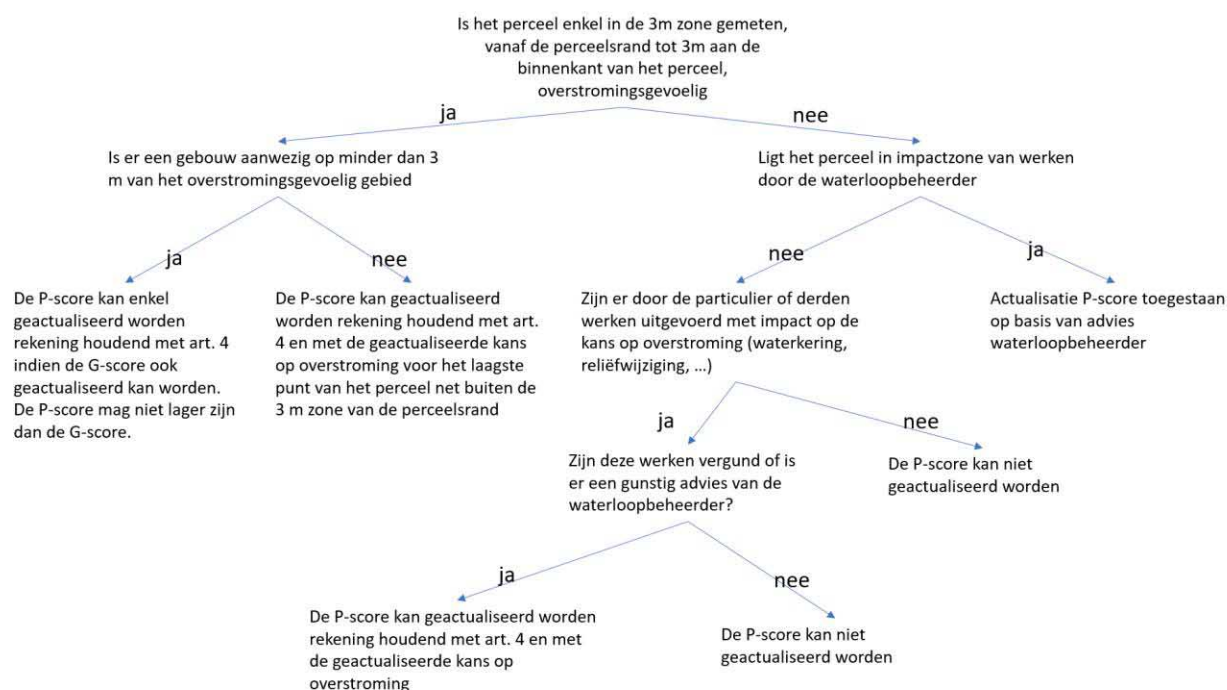 Is het perceel enkel in de 3m zone gemeten,
vanaf de perceelsrand tot 3m aan de
binnenkant van het perceel,
overstromingsgevoelig
ja
nee
Is er een gebouw aanwezig op minder dan 3
m van het overstromingsgevoelig gebied
Ligt het perceel in impactzone van werken
door de waterloopbeheerder
ja
nee
nee
ja
De P-score kan enkel
geactualiseerd worden
rekening houdend met art. 4
indien de G-score ook
geactualiseerd kan worden.
De P-score mag niet lager zijn
dan de G-score.
De P-score kan geactualiseerd
worden rekening houdend met art.
4 en met de geactualiseerde kans
op overstroming voor het laagste
punt van het perceel net buiten de
3 m zone van de perceelsrand
Zijn er door de particulier of derden
werken uitgevoerd met impact op de
kans op overstroming (waterkering,
reliëfwijziging, …)
Actualisatie P-score toegestaan
op basis van advies
waterloopbeheerder
ja
nee
Zijn deze werken vergund of is
er een gunstig advies van de
waterloopbeheerder?
De P-score kan niet
geactualiseerd worden
ja
nee
De P-score kan geactualiseerd worden
rekening houdend met art. 4 en met
de geactualiseerde kans op
overstroming
De P-score kan niet
geactualiseerd worden